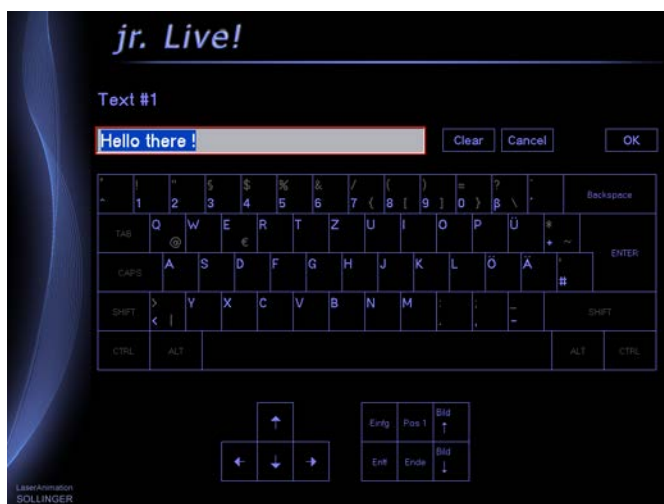 jr. Live!
Text #1
Hello there !
Clear Cancel OK
° ! " § $ % & / ( ) = ? `
^ 1 2 3 4 5 6 7 { 8 [ 9 ] 0 } ß \ ´ Backspace
TAB Q @ W E € R T Z U I O P Ü * + ~ ENTER
CAPS A S D F G H J K L Ö Ä ' #
SHIFT > < | Y X C V B N M ; , : . _ - SHIFT
CTRL ALT ALT CTRL
↑ Einfg Pos 1 Bild ↑
← ↓ → Entf Ende Bild ↓
LaserAnimation
SOLLINGER